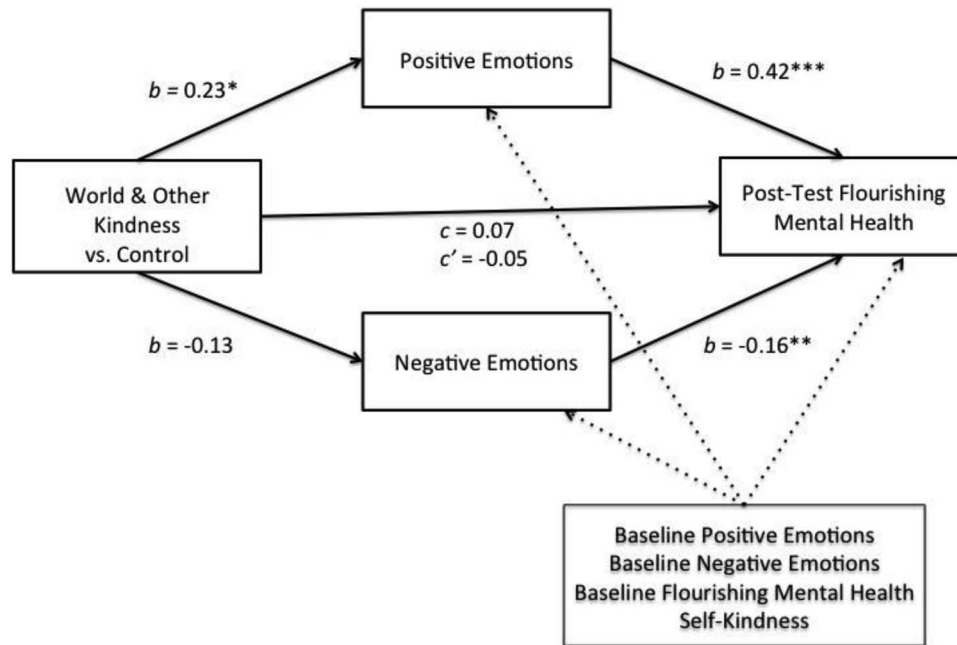 Positive Emotions
b = 0.23*
b = 0.42***
World & Other
Kindness
vs. Control
Post-Test Flourishing
Mental Health
c = 0.07
c’ = -0.05
b = -0.13
Negative Emotions
b = -0.16**
Baseline Positive Emotions
Baseline Negative Emotions
Baseline Flourishing Mental Health
Self-Kindness